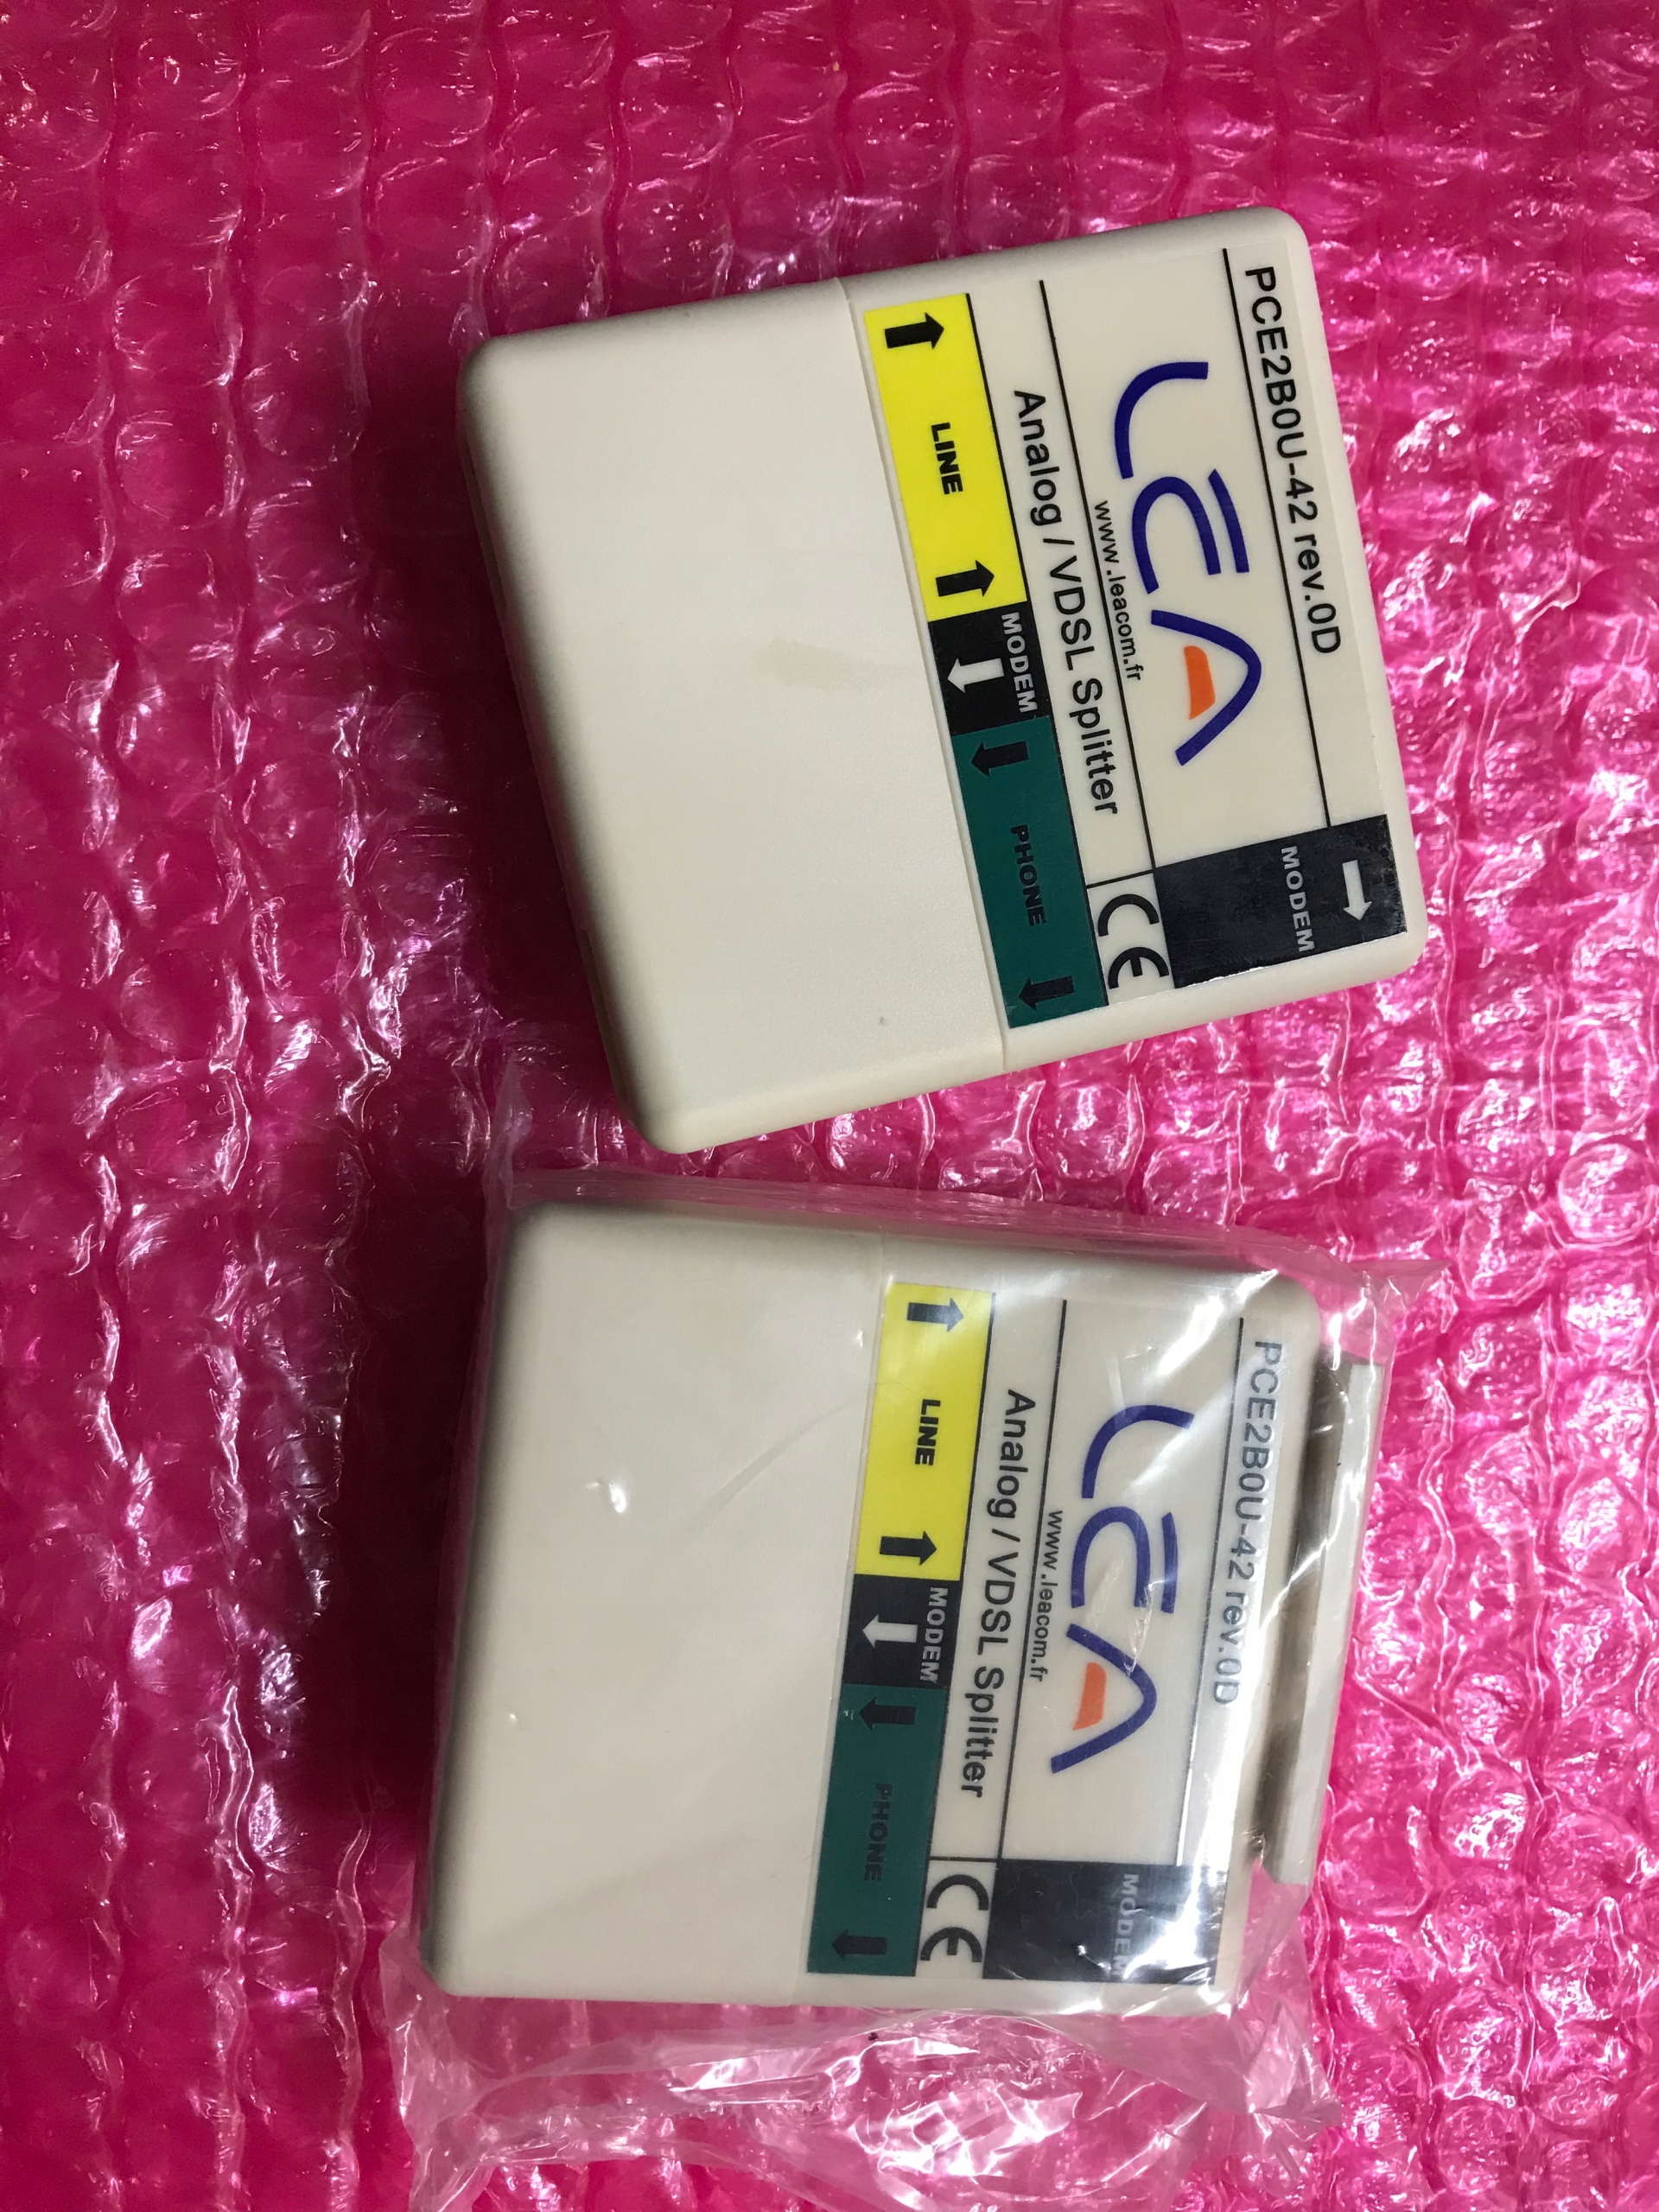 PCE2B0U-42 rev.0D
MODEM
LEA
www.leacom.fr
Analog / VDSL Splitter
CE
LINE
MODEM
PHONE
PCE2B0U-42 rev.0D
MODEM
LEA
www.leacom.fr
Analog / VDSL Splitter
CE
LINE
MODEM
PHONE